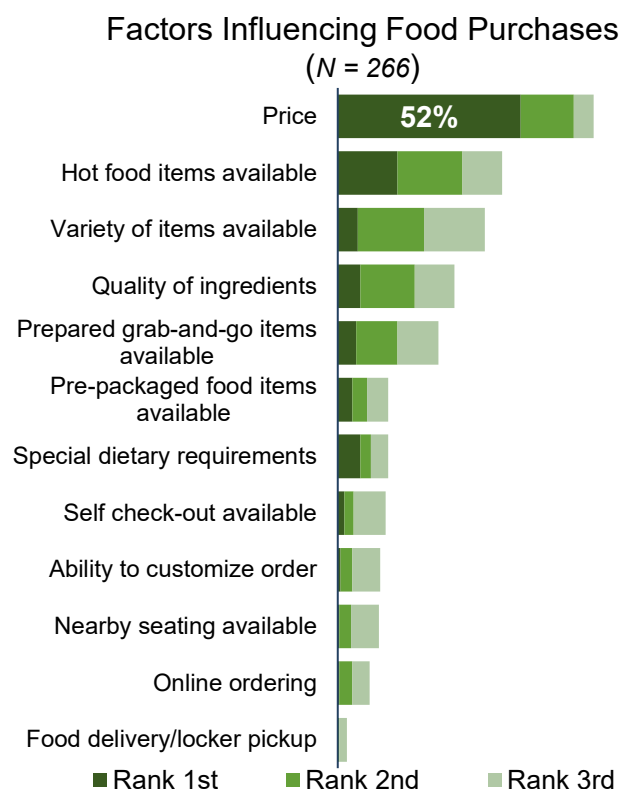 Factors Influencing Food Purchases
(N = 266)
Price
52%
Hot food items available
Variety of items available
Quality of ingredients
Prepared grab-and-go items
available
Pre-packaged food items
available
Special dietary requirements
Self check-out available
Ability to customize order
Nearby seating available
Online ordering
Food delivery/locker pickup
Rank 1st Rank 2nd Rank 3rd